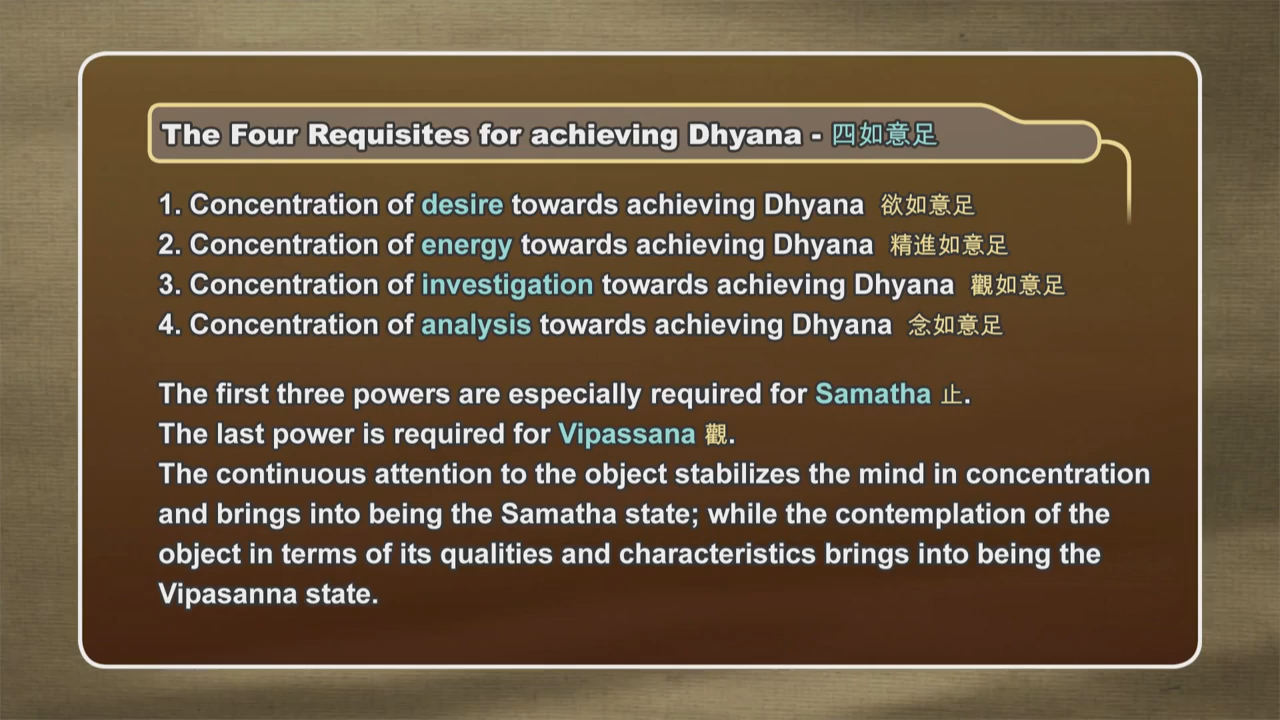 The Four Requisites for achieving Dhyana - 四如意足
1. Concentration of desire towards achieving Dhyana 欲如意足
2. Concentration of energy towards achieving Dhyana 精進如意足
3. Concentration of investigation towards achieving Dhyana 觀如意足
4. Concentration of analysis towards achieving Dhyana 念如意足
The first three powers are especially required for Samatha 止.
The last power is required for Vipassana 觀.
The continuous attention to the object stabilizes the mind in concentration
and brings into being the Samatha state; while the contemplation of the
object in terms of its qualities and characteristics brings into being the
Vipasanna state.